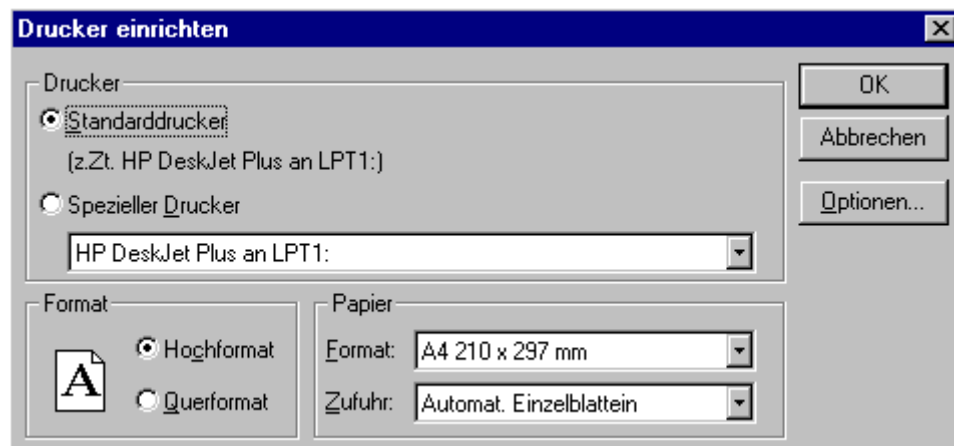 Drucker einrichten
Drucker
Standarddrucker
(z.Zt. HP DeskJet Plus an LPT1:)
Spezieller Drucker
HP DeskJet Plus an LPT1:
OK
Abbrechen
Optionen...
Format
A
Hochformat
Querformat
Papier
Format: A4 210 x 297 mm
Zufuhr: Automat. Einzelblattein